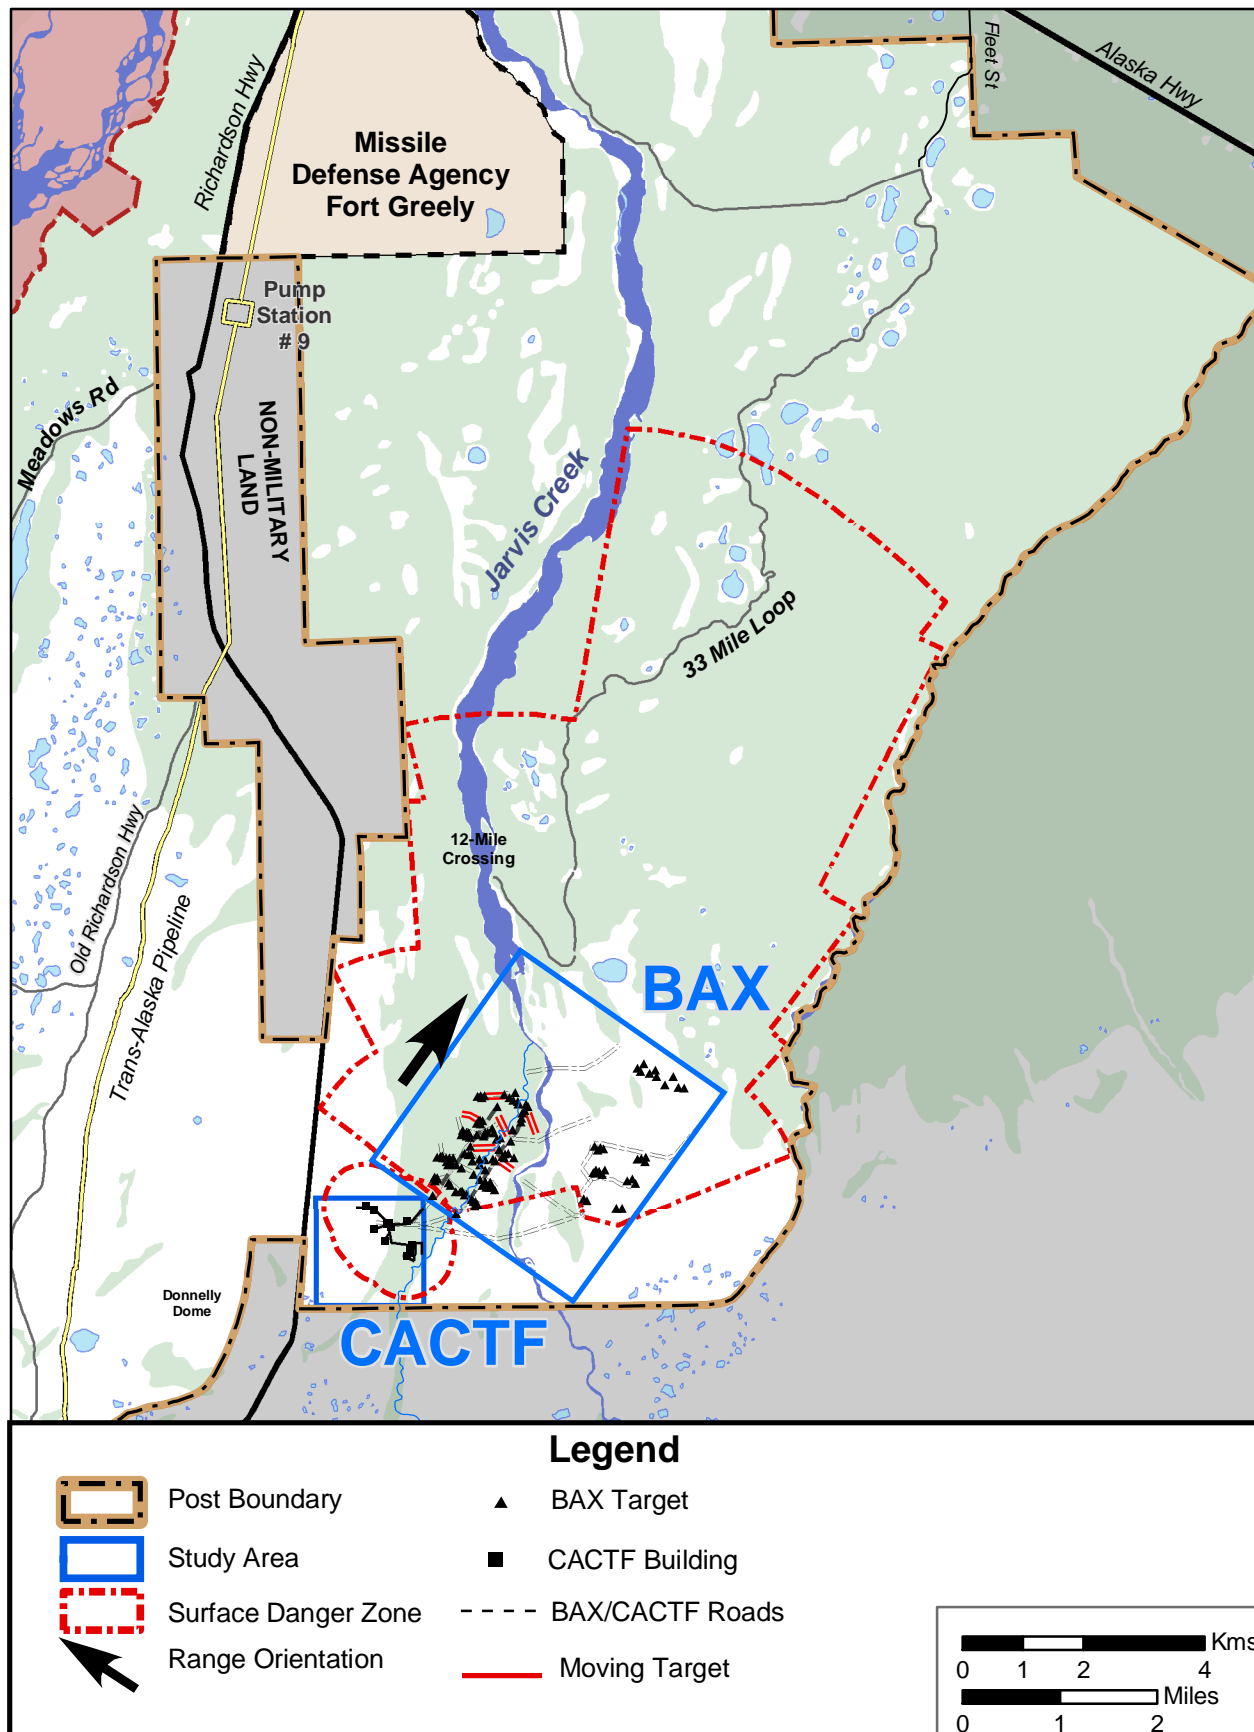 Richardson Hwy
Fleet St
Alaska Hwy
Missile
Defense Agency
Fort Greely
Pump
Station
# 9
Meadows Rd
NON-MILITARY
LAND
Jarvis Creek
33 Mile Loop
12-Mile
Crossing
Old Richardson Hwy
Trans-Alaska Pipeline
BAX
Donnelly
Dome
CACTF
Legend
Post Boundary
BAX Target
Study Area
CACTF Building
Surface Danger Zone
BAX/CACTF Roads
Range Orientation
Moving Target
Kms
0 1 2 4
Miles
0 1 2